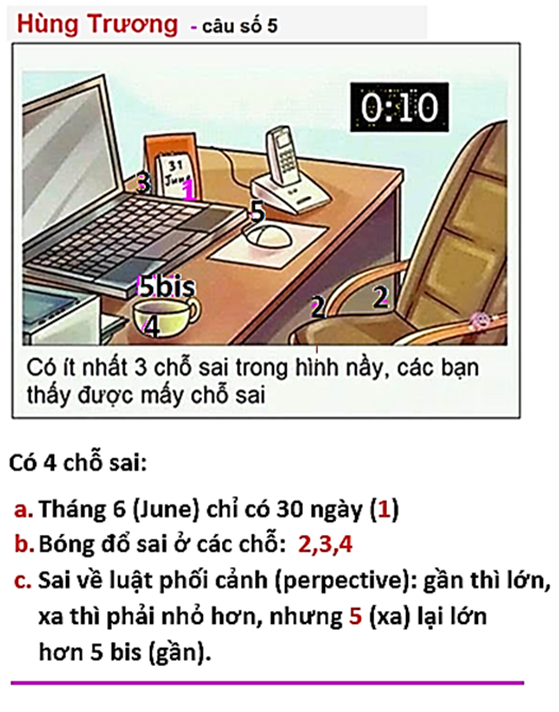 Hùng Trương - câu số 5
0:10
31
June
3
1
5
5bis
4
2 2
Có ít nhất 3 chỗ sai trong hình nầy, các bạn
thấy được mấy chỗ sai
Có 4 chỗ sai:
a. Tháng 6 (June) chỉ có 30 ngày (1)
b. Bóng đổ sai ở các chỗ: 2,3,4
c. Sai về luật phối cảnh (perpective): gần thì lớn,
xa thì phải nhỏ hơn, nhưng 5 (xa) lại lớn
hơn 5 bis (gần).